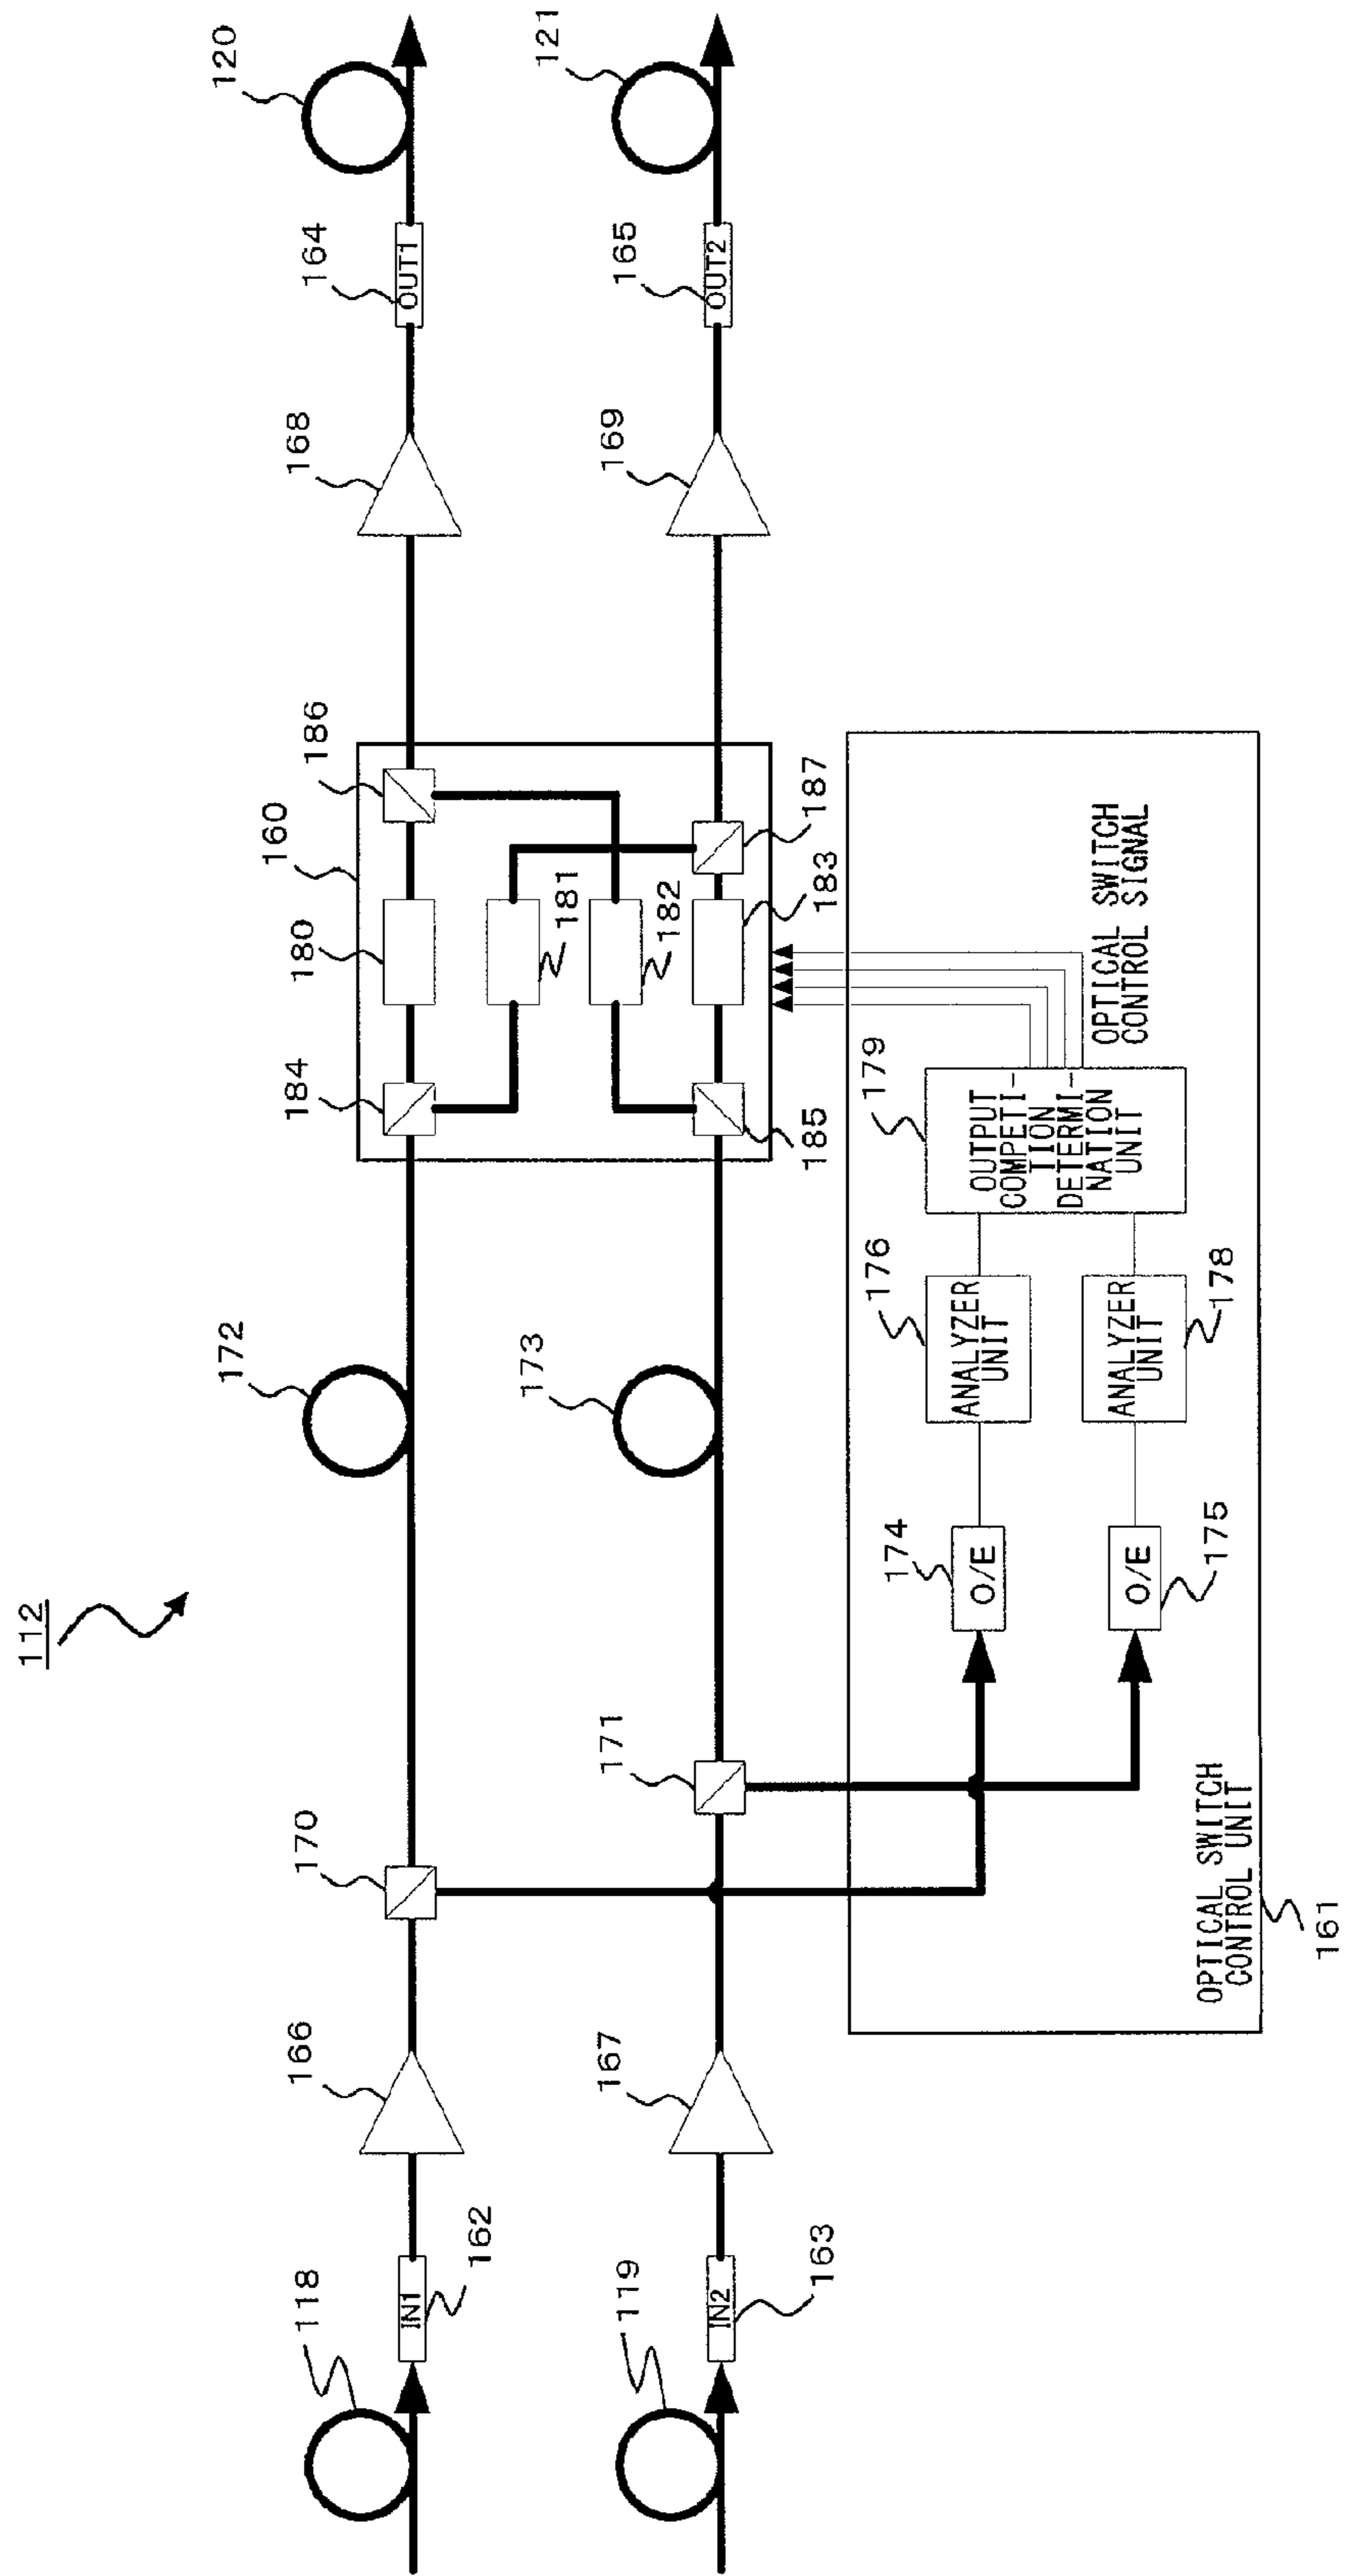 112
118
IN1
162
166
170
172
184
160
180
186
168
164
OUT1
120
119
IN2
163
167
171
173
185
181
182
183
187
169
165
OUT2
121
174
O/E
176
ANALYZER
UNIT
179
OUTPUT
COMPETI-
TION
DETERMI-
NATION
UNIT
OPTICAL SWITCH
CONTROL SIGNAL
O/E
175
ANALYZER
UNIT
178
OPTICAL SWITCH
CONTROL UNIT
161